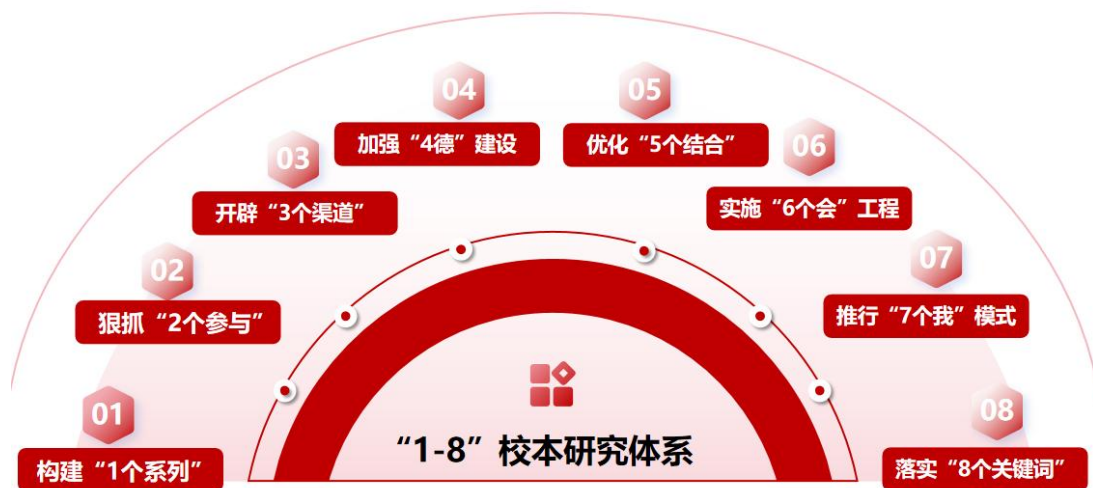 01
构建“1个系列”
02
狠抓“2个参与”
03
开辟“3个渠道”
04
加强“4德”建设
05
优化“5个结合”
06
实施“6个会”工程
07
推行“7个我”模式
08
落实“8个关键词”
“1-8”校本研究体系